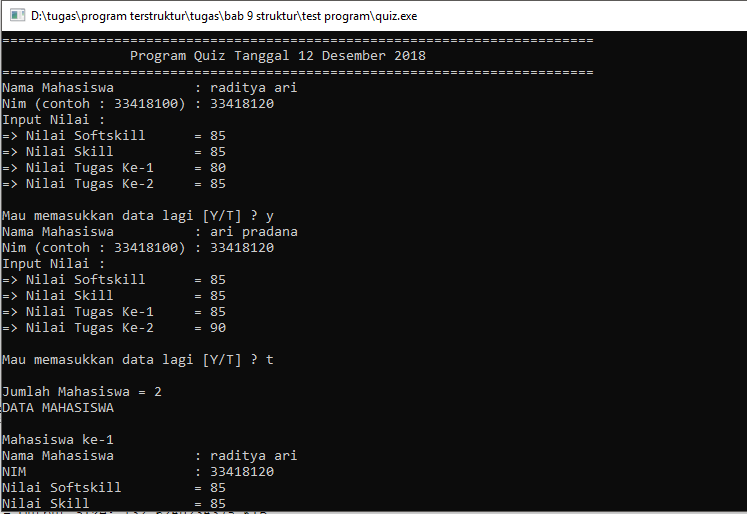 D:\tugas\program terstruktur\tugas\bab 9 struktur\test program\quiz.exe
==========================================================================
Program Quiz Tanggal 12 Desember 2018
==========================================================================
Nama Mahasiswa          : raditya ari
Nim (contoh : 33418100) : 33418120
Input Nilai :
=> Nilai Softskill      = 85
=> Nilai Skill          = 85
=> Nilai Tugas Ke-1     = 80
=> Nilai Tugas Ke-2     = 85
Mau memasukkan data lagi [Y/T] ? y
Nama Mahasiswa          : ari pradana
Nim (contoh : 33418100) : 33418120
Input Nilai :
=> Nilai Softskill      = 85
=> Nilai Skill          = 85
=> Nilai Tugas Ke-1     = 85
=> Nilai Tugas Ke-2     = 90
Mau memasukkan data lagi [Y/T] ? t
Jumlah Mahasiswa = 2
DATA MAHASISWA
Mahasiswa ke-1
Nama Mahasiswa          : raditya ari
NIM                     : 33418120
Nilai Softskill         = 85
Nilai Skill             = 85